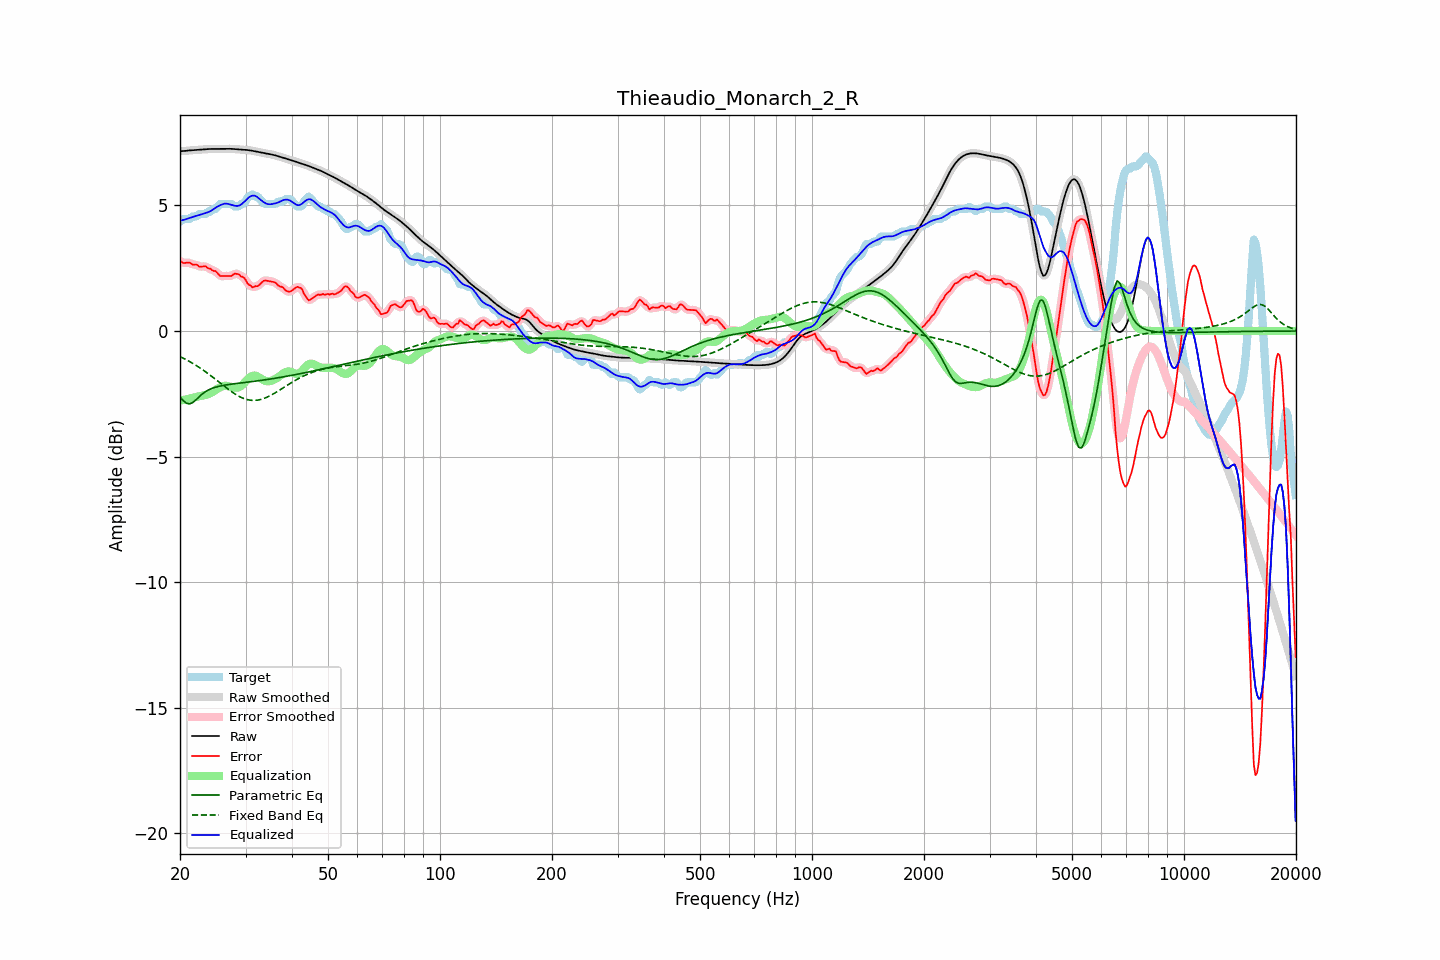 Thieaudio_Monarch_2_R
Amplitude (dBr)
5
0
−5
−10
−15
−20
Target
Raw Smoothed
Error Smoothed
Raw
Error
Equalization
Parametric Eq
Fixed Band Eq
Equalized
20 50 100 200 500 1000 2000 5000 10000 20000
Frequency (Hz)